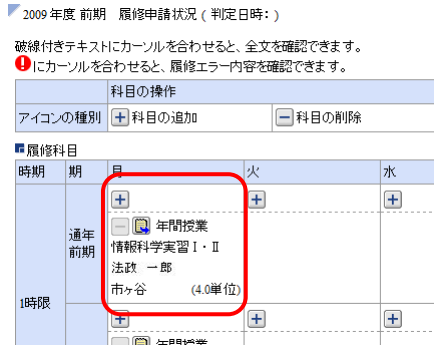 2009年度 前期 履修申請状況 ( 判定日時: )
破線付きテキストにカーソルを合わせると、全文を確認できます。
!にカーソルを合わせると、履修エラー内容を確認できます。
科目の操作
アイコンの種別 + 科目の追加 − 科目の削除
履修科目
時期 期 月 火 水
+ + +
通年 − 年間授業
前期 情報科学実習Ⅰ・Ⅱ
法政 一郎
市ヶ谷 (4.0単位)
1時限
+ + +
− 年間授業